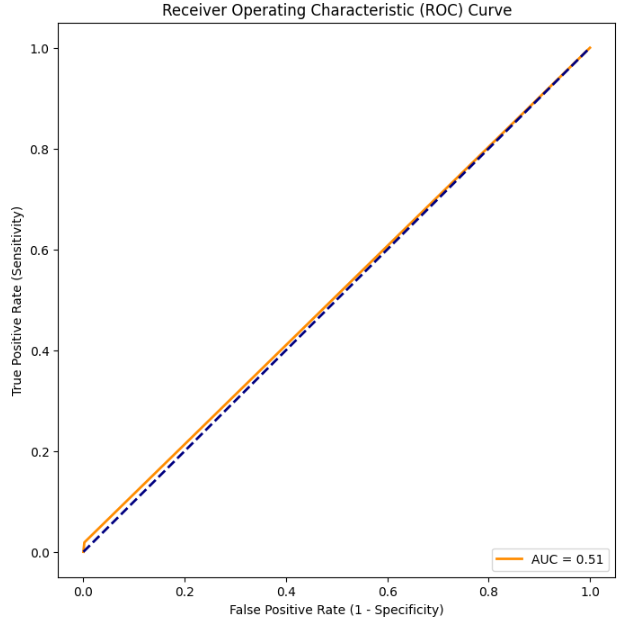 Receiver Operating Characteristic (ROC) Curve
1.0
0.8
0.6
0.4
0.2
0.0
True Positive Rate (Sensitivity)
AUC = 0.51
0.0 0.2 0.4 0.6 0.8 1.0
False Positive Rate (1 - Specificity)